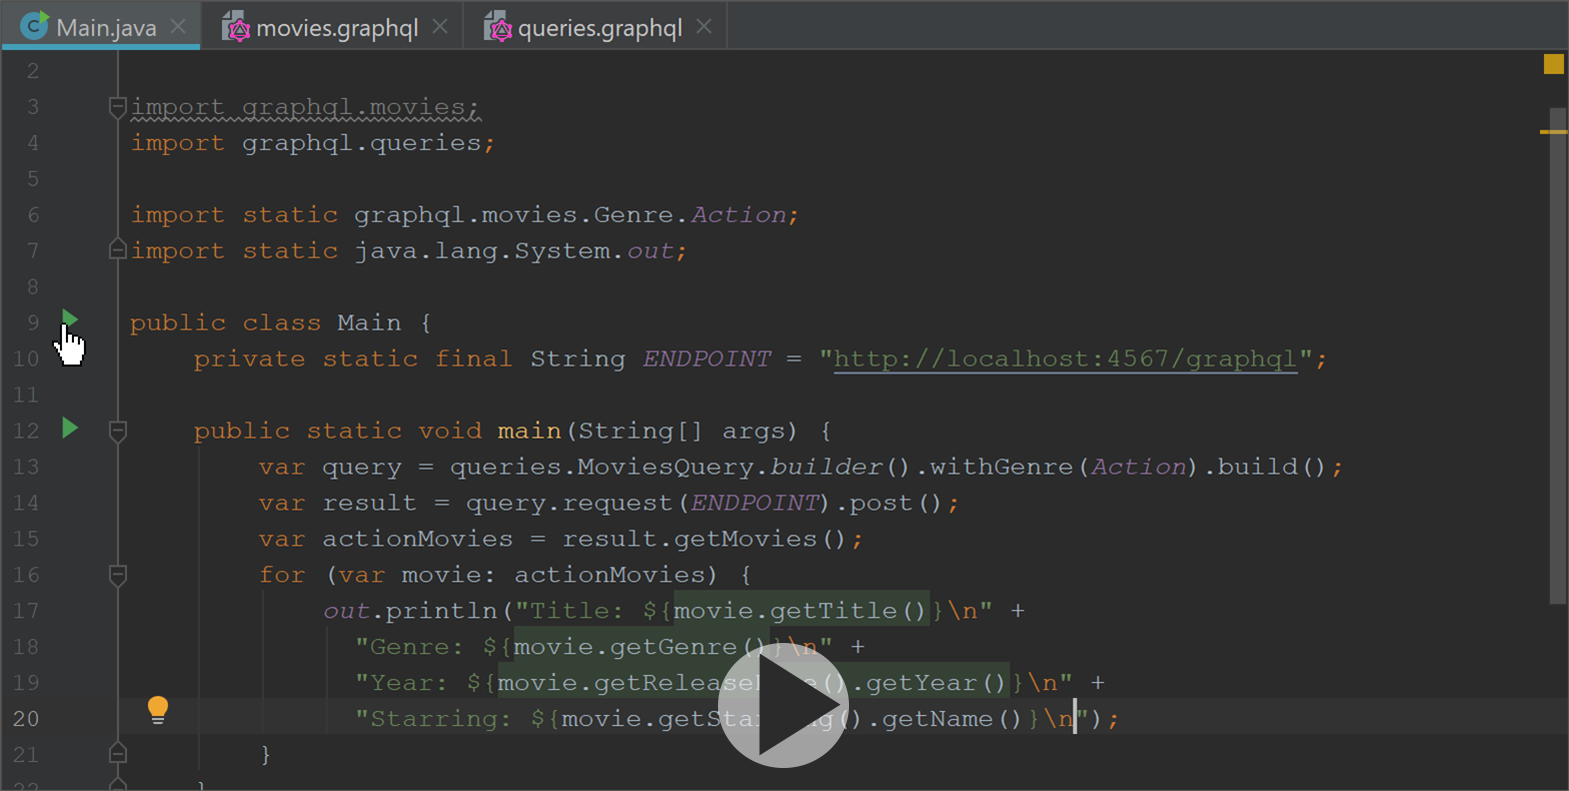 Main.java movies.graphql queries.graphql
2
3 import graphql.movies;
4 import graphql.queries;
5
6 import static graphql.movies.Genre.Action;
7 import static java.lang.System.out;
8
9 public class Main {
10 private static final String ENDPOINT = "http://localhost:4567/graphql";
11
12 public static void main(String[] args) {
13 var query = queries.MoviesQuery.builder().withGenre(Action).build();
14 var result = query.request(ENDPOINT).post();
15 var actionMovies = result.getMovies();
16 for (var movie: actionMovies) {
17 out.println("Title: ${movie.getTitle()}\n" +
18 "Genre: ${movie.getGenre()}\n" +
19 "Year: ${ .getYear()}\n" +
20 "Starring: ${ .getName()}\n");
21 }